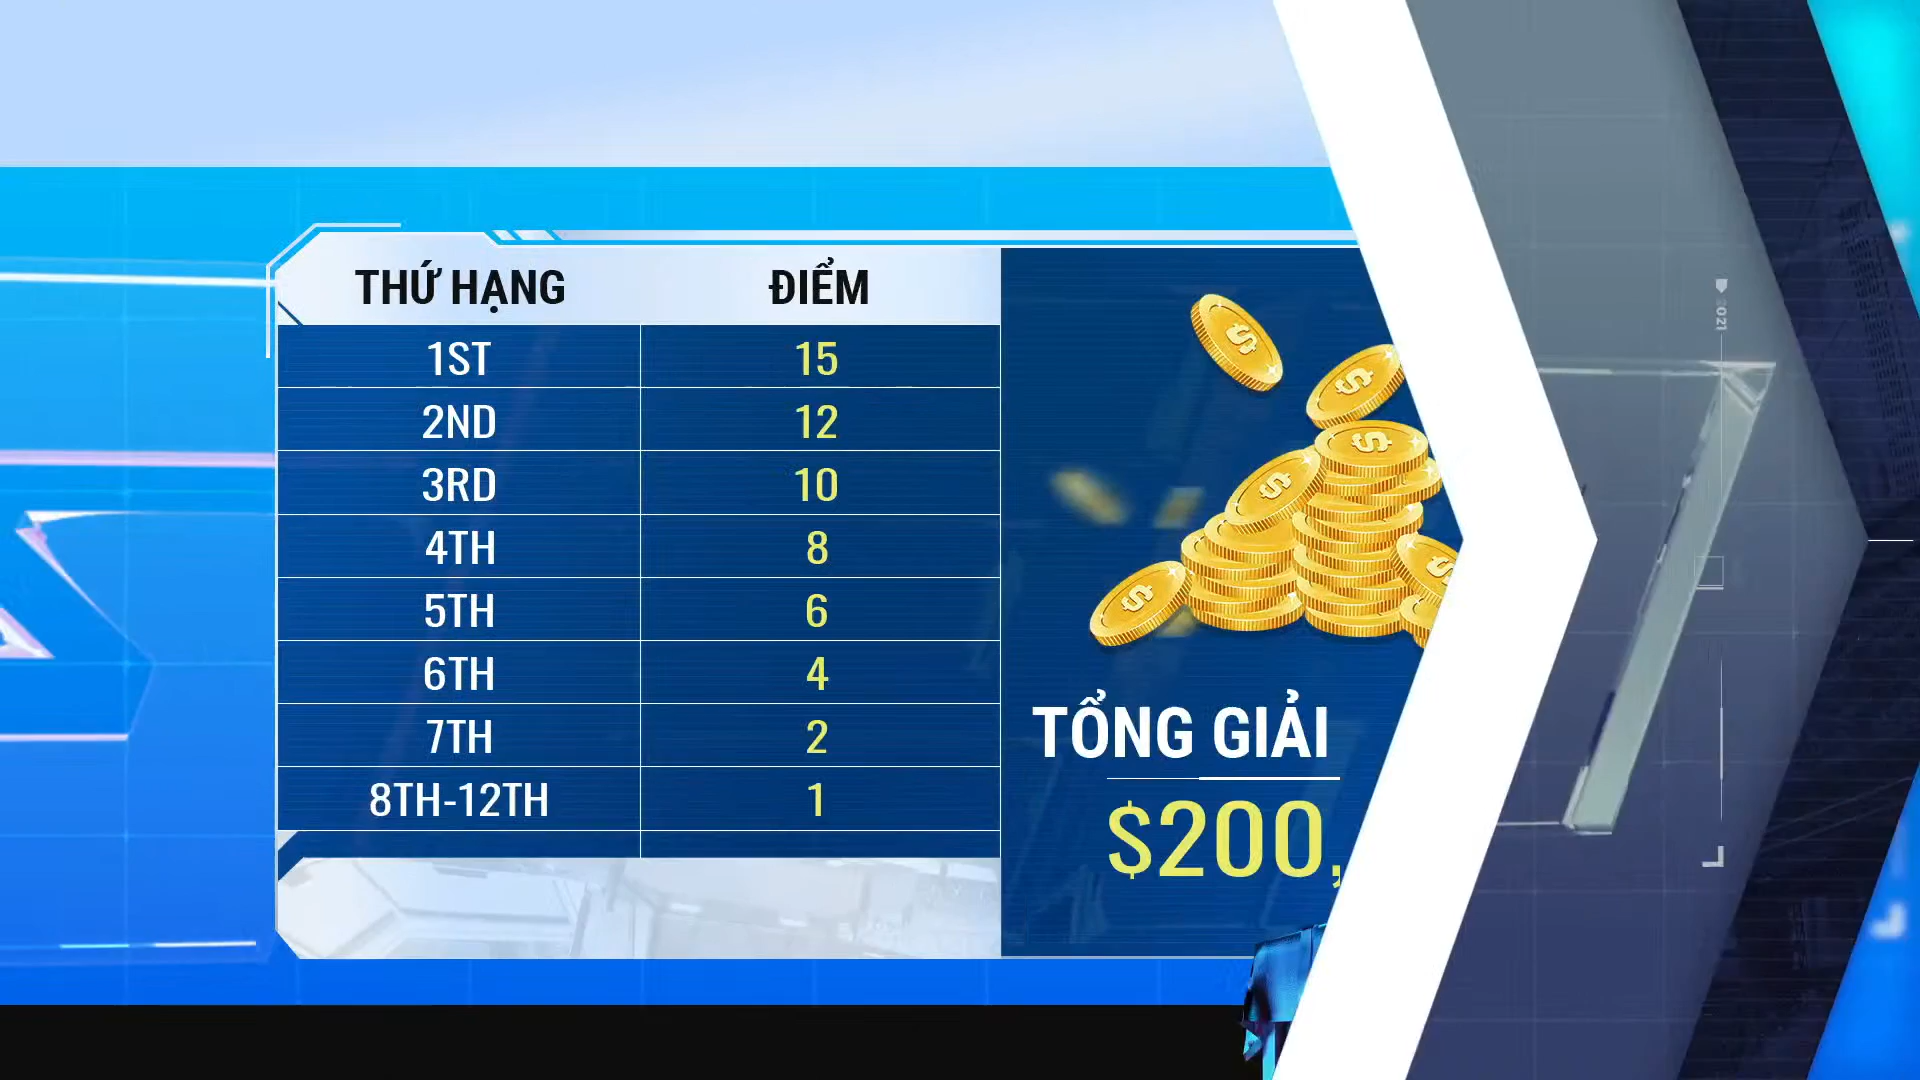 THỨ HẠNG ĐIỂM
1ST 15
2ND 12
3RD 10
4TH 8
5TH 6
6TH 4
7TH 2
8TH-12TH 1
TỔNG GIẢI
$200,